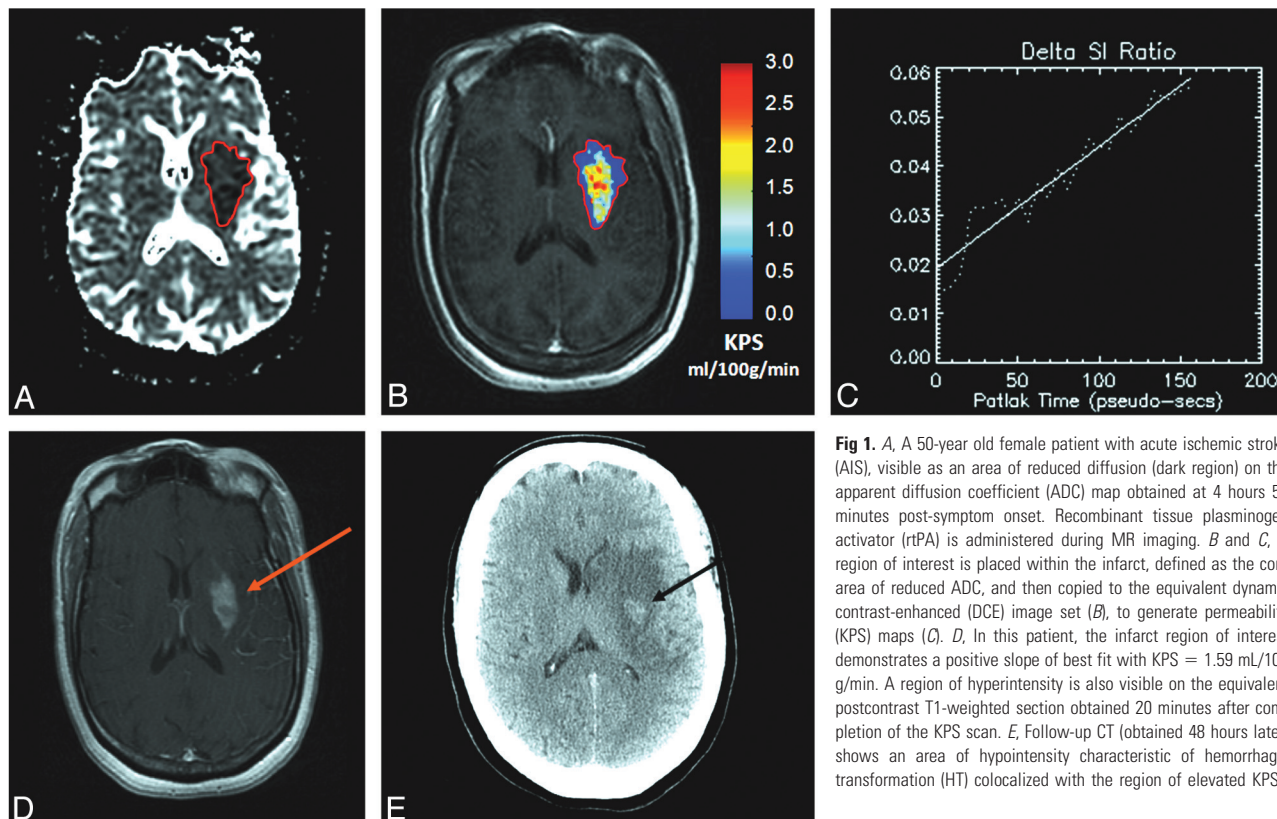 A
3.0
2.5
2.0
1.5
1.0
0.5
0.0
KPS
ml/100g/min
B
Delta SI Ratio
0.06
0.05
0.04
0.03
0.02
0.01
0.00
0 50 100 150 200
Patlak Time (pseudo-secs)
C
D
E
Fig 1. A, A 50-year old female patient with acute ischemic strok
(AIS), visible as an area of reduced diffusion (dark region) on th
apparent diffusion coefficient (ADC) map obtained at 4 hours 5
minutes post-symptom onset. Recombinant tissue plasminoge
activator (rtPA) is administered during MR imaging. B and C,
region of interest is placed within the infarct, defined as the cor
area of reduced ADC, and then copied to the equivalent dynam
contrast-enhanced (DCE) image set (B), to generate permeabilit
(KPS) maps (C). D, In this patient, the infarct region of interes
demonstrates a positive slope of best fit with KPS = 1.59 mL/10
g/min. A region of hyperintensity is also visible on the equivalen
postcontrast T1-weighted section obtained 20 minutes after com
pletion of the KPS scan. E, Follow-up CT (obtained 48 hours late
shows an area of hypointensity characteristic of hemorrhag
transformation (HT) colocalized with the region of elevated KPS